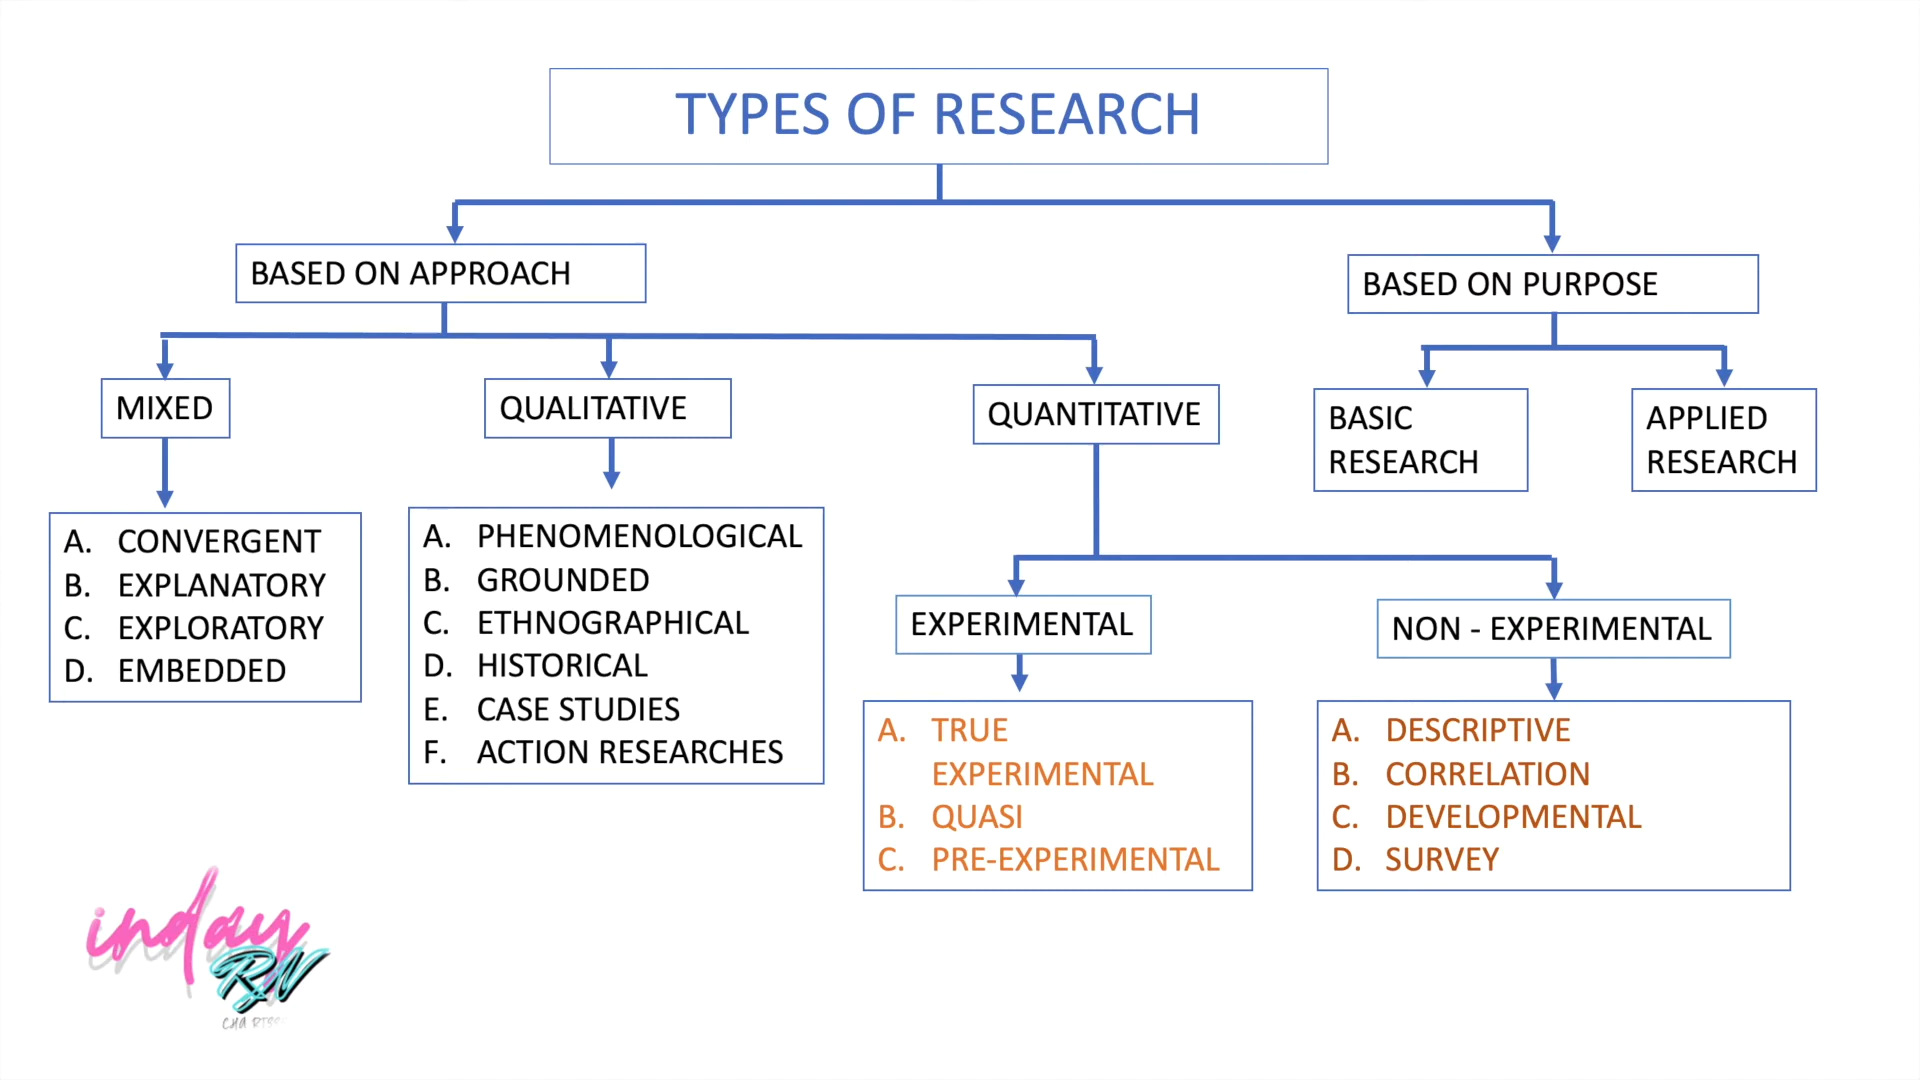 TYPES OF RESEARCH
BASED ON APPROACH
BASED ON PURPOSE
MIXED
QUALITATIVE
QUANTITATIVE
BASIC
RESEARCH
APPLIED
RESEARCH
A. CONVERGENT
B. EXPLANATORY
C. EXPLORATORY
D. EMBEDDED
A. PHENOMENOLOGICAL
B. GROUNDED
C. ETHNOGRAPHICAL
D. HISTORICAL
E. CASE STUDIES
F. ACTION RESEARCHES
EXPERIMENTAL
NON - EXPERIMENTAL
A. TRUE
EXPERIMENTAL
B. QUASI
C. PRE-EXPERIMENTAL
A. DESCRIPTIVE
B. CORRELATION
C. DEVELOPMENTAL
D. SURVEY
inday
RN
CHA